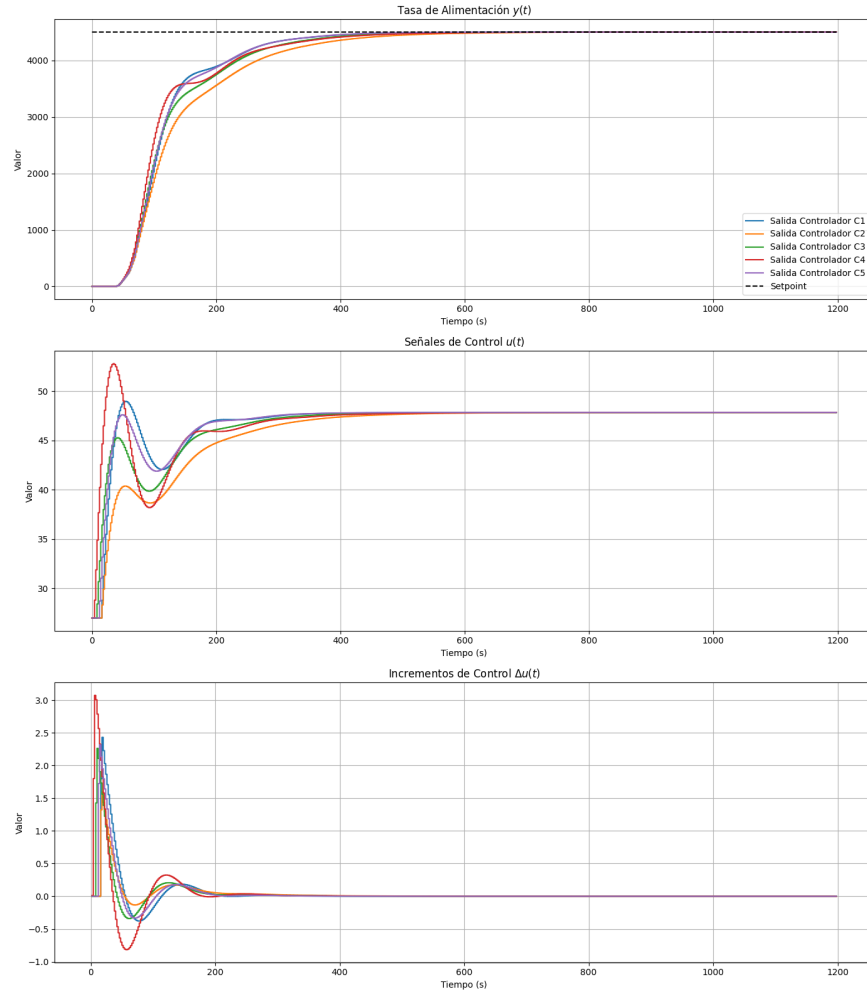 Tasa de Alimentación y(t)
Valor
4000
3000
2000
1000
0
Salida Controlador C1
Salida Controlador C2
Salida Controlador C3
Salida Controlador C4
Salida Controlador C5
Setpoint
0 200 400 600 800 1000 1200
Tiempo (s)
Señales de Control u(t)
Valor
50
45
40
35
30
0 200 400 600 800 1000 1200
Tiempo (s)
Incrementos de Control Δu(t)
Valor
3.0
2.5
2.0
1.5
1.0
0.5
0.0
−0.5
−1.0
0 200 400 600 800 1000 1200
Tiempo (s)